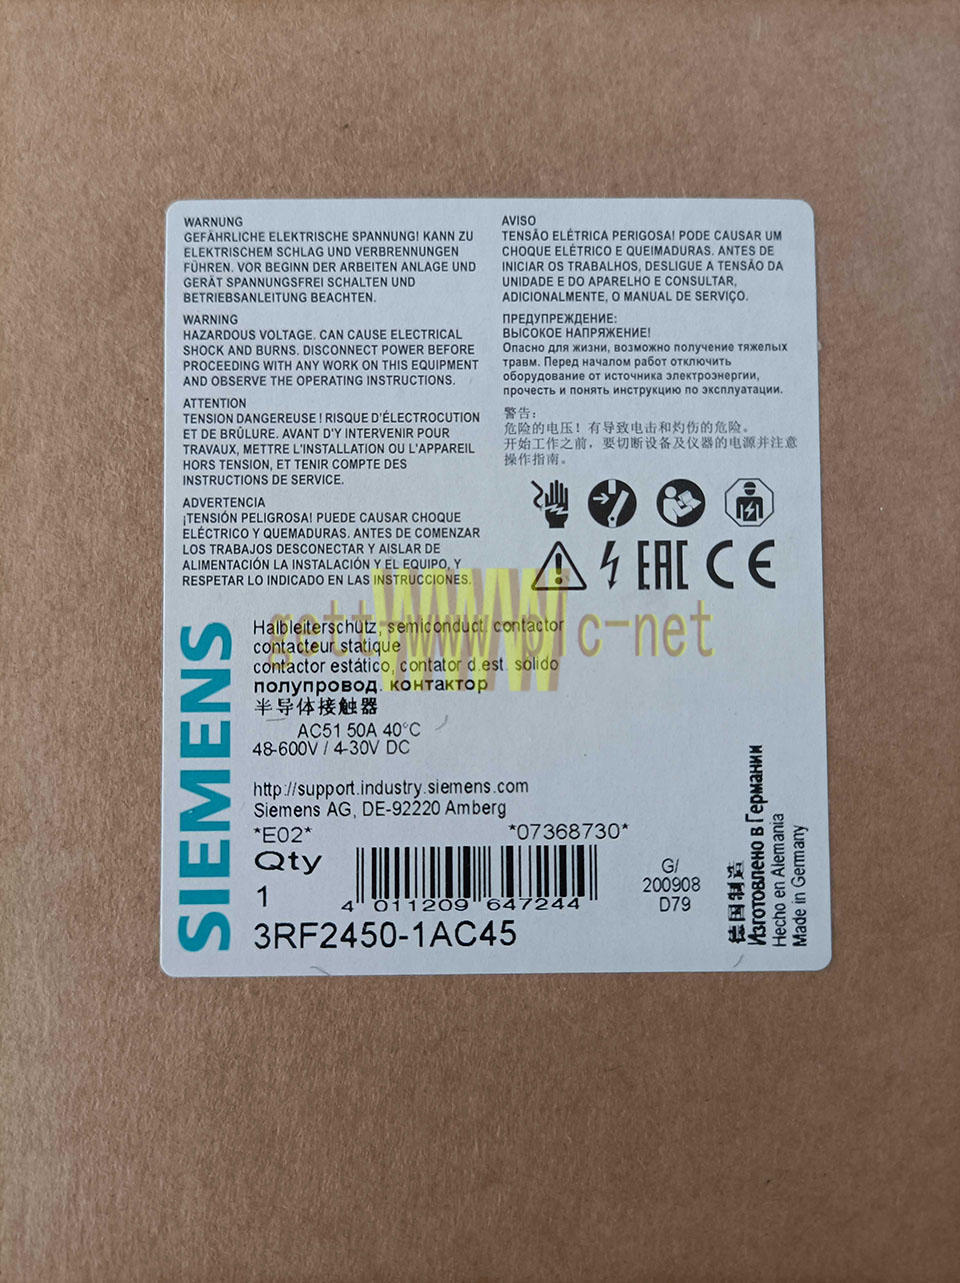 WARNUNG
GEFÄHRLICHE ELEKTRISCHE SPANNUNG! KANN ZU
ELEKTRISCHEM SCHLAG UND VERBRENNUNGEN
FÜHREN. VOR BEGINN DER ARBEITEN ANLAGE UND
GERÄT SPANNUNGSFREI SCHALTEN UND
BETRIEBSANLEITUNG BEACHTEN.
WARNING
HAZARDOUS VOLTAGE. CAN CAUSE ELECTRICAL
SHOCK AND BURNS. DISCONNECT POWER BEFORE
PROCEEDING WITH ANY WORK ON THIS EQUIPMENT
AND OBSERVE THE OPERATING INSTRUCTIONS.
ATTENTION
TENSION DANGEREUSE ! RISQUE D'ÉLECTROCUTION
ET DE BRÛLURE. AVANT D'Y INTERVENIR POUR
TRAVAUX, METTRE L'INSTALLATION OU L'APPAREIL
HORS TENSION, ET TENIR COMPTE DES
INSTRUCTIONS DE SERVICE.
ADVERTENCIA
¡TENSIÓN PELIGROSA! PUEDE CAUSAR CHOQUE
ELÉCTRICO Y QUEMADURAS. ANTES DE COMENZAR
LOS TRABAJOS DESCONECTAR Y AISLAR DE
ALIMENTACIÓN LA INSTALACIÓN Y EL EQUIPO, Y
RESPETAR LO INDICADO EN LAS INSTRUCCIONES.
AVISO
TENSÃO ELÉTRICA PERIGOSA! PODE CAUSAR UM
CHOQUE ELÉTRICO E QUEIMADURAS. ANTES DE
INICIAR OS TRABALHOS, DESLIGUE A TENSÃO DA
UNIDADE E DO APARELHO E CONSULTAR,
ADICIONALMENTE, O MANUAL DE SERVIÇO.
ПРЕДУПРЕЖДЕНИЕ:
ВЫСОКОЕ НАПРЯЖЕНИЕ!
Опасно для жизни, возможно получение тяжелых
травм. Перед началом работ отключить
оборудование от источника электроэнергии,
прочесть и понять инструкцию по эксплуатации.
警告:
危险的电压！有导致电击和灼伤的危险。
开始工作之前，要切断设备及仪器的电源并注意
操作指南。
EAC CE
SIEMENS
Halbleiterschütz, semiconduct. contactor
contacteur statique
contactor estático, contator d.est. sólido
полупровод. контактор
半导体接触器
AC51 50A 40°C
48-600V / 4-30V DC
http://support.industry.siemens.com
Siemens AG, DE-92220 Amberg
*E02* *07368730*
Qty
1
4 011209 647244
3RF2450-1AC45
G/
200908
D79
德国制造
Изготовлено в Германии
Hecho en Alemania
Made in Germany
WWW